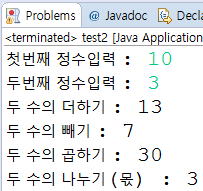 Problems @ Javadoc Decla
<terminated> test2 [Java Application
첫번째 정수입력 : 10
두번째 정수입력 : 3
두 수의 더하기 : 13
두 수의 빼기 : 7
두 수의 곱하기 : 30
두 수의 나누기(몫) : 3